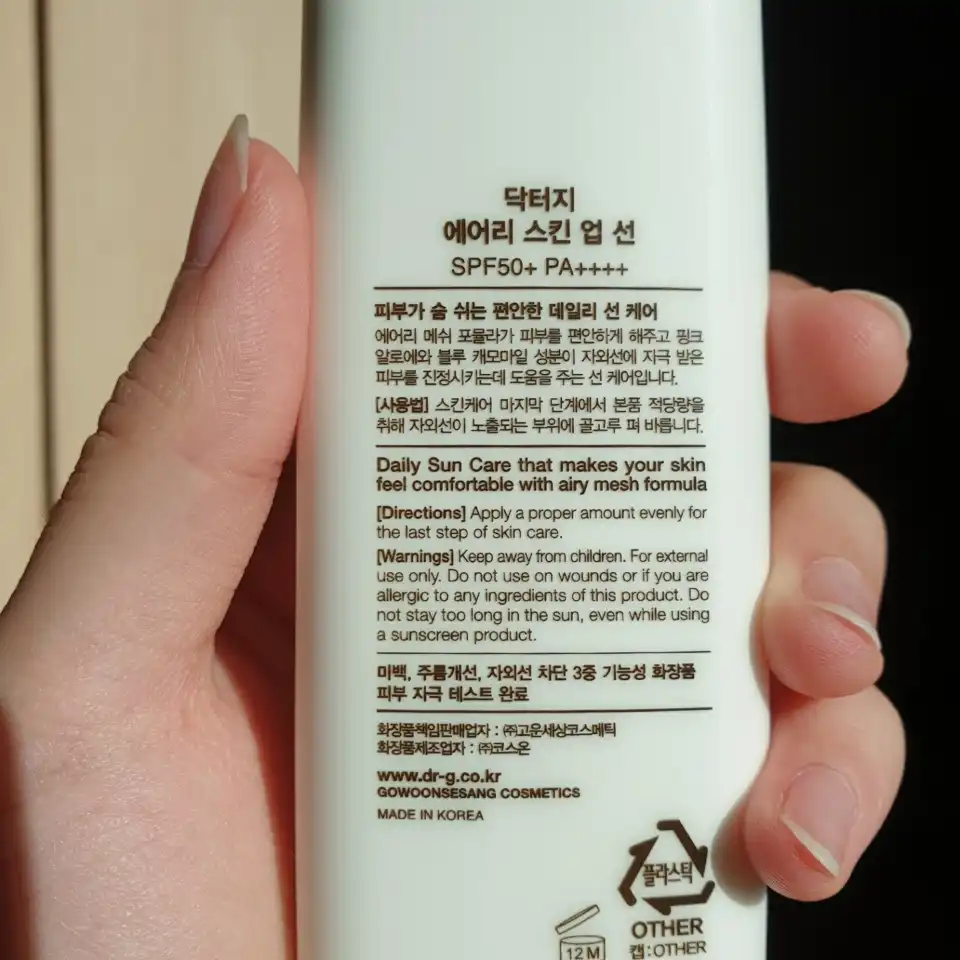 닥터지
에어리 스킨 업 선
SPF50+ PA++++
피부가 숨 쉬는 편안한 데일리 선 케어
에어리 메쉬 포뮬라가 피부를 편안하게 해주고 핑크
알로에와 블루 캐모마일 성분이 자외선에 자극 받은
피부를 진정시키는데 도움을 주는 선 케어입니다.
[사용법] 스킨케어 마지막 단계에서 본품 적당량을
취해 자외선이 노출되는 부위에 골고루 펴 바릅니다.
Daily Sun Care that makes your skin
feel comfortable with airy mesh formula
[Directions] Apply a proper amount evenly for
the last step of skin care.
[Warnings] Keep away from children. For external
use only. Do not use on wounds or if you are
allergic to any ingredients of this product. Do
not stay too long in the sun, even while using
a sunscreen product.
미백, 주름개선, 자외선 차단 3중 기능성 화장품
피부 자극 테스트 완료
화장품책임판매업자 : ㈜고운세상코스메틱
화장품제조업자 : ㈜코스온
www.dr-g.co.kr
GOWOONSESANG COSMETICS
MADE IN KOREA
플라스틱
OTHER
캡:OTHER
12 M